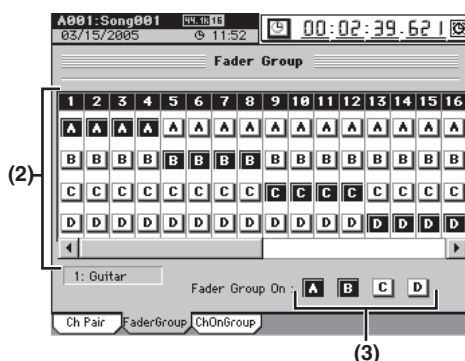 A001:Song001 44.1k 16 00:02:39.621
03/15/2005 11:52
Fader Group
1 2 3 4 5 6 7 8 9 10 11 12 13 14 15 16
A A A A A A A A A A A A A A A A
B B B B B B B B B B B B B B B B
(2)
C C C C C C C C C C C C C C C C
D D D D D D D D D D D D D D D D
1: Guitar
Fader Group On : A B C D
Ch Pair FaderGroup ChOnGroup
(3)